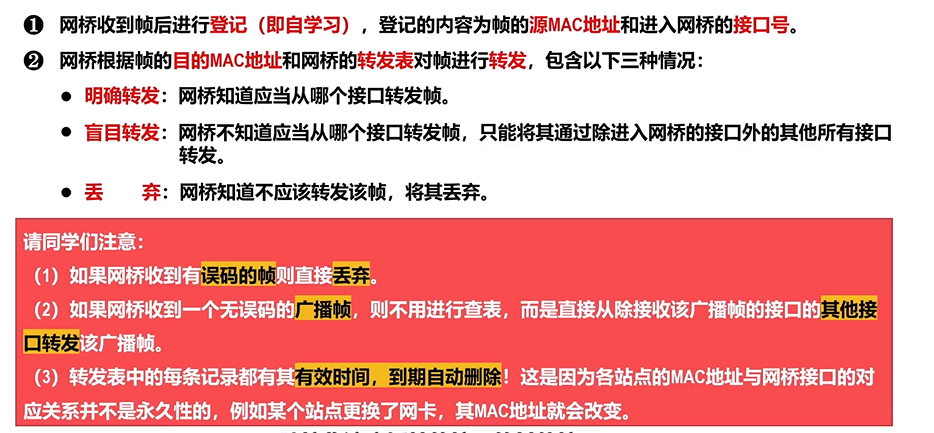 ❶ 网桥收到帧后进行登记（即自学习），登记的内容为帧的源MAC地址和进入网桥的接口号。
❷ 网桥根据帧的目的MAC地址和网桥的转发表对帧进行转发，包含以下三种情况：
● 明确转发：网桥知道应当从哪个接口转发帧。
● 盲目转发：网桥不知道应当从哪个接口转发帧，只能将其通过除进入网桥的接口外的其他所有接口
转发。
● 丢 弃：网桥知道不应该转发该帧，将其丢弃。
请同学们注意：
（1）如果网桥收到有误码的帧则直接丢弃。
（2）如果网桥收到一个无误码的广播帧，则不用进行查表，而是直接从除接收该广播帧的接口的其他接
口转发该广播帧。
（3）转发表中的每条记录都有其有效时间，到期自动删除！这是因为各站点的MAC地址与网桥接口的对
应关系并不是永久性的，例如某个站点更换了网卡，其MAC地址就会改变。